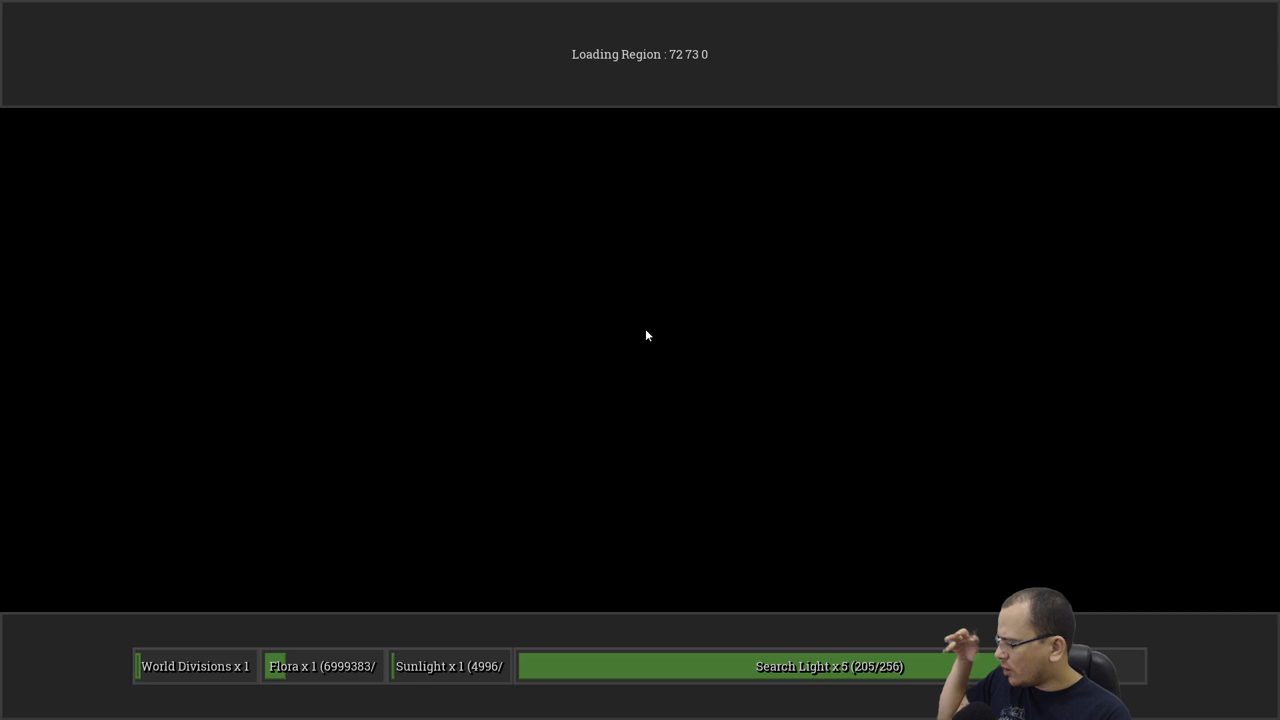 Loading Region : 72 73 0
World Divisions x 1
Flora x 1 (6999383/
Sunlight x 1 (4996/
Search Light x 5 (205/256)